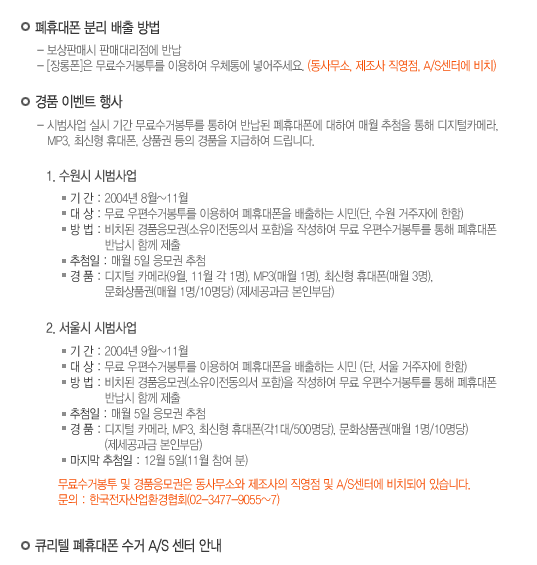 폐휴대폰 분리 배출 방법
- 보상판매시 판매대리점에 반납
- [장롱폰]은 무료수거봉투를 이용하여 우체통에 넣어주세요. (동사무소, 제조사 직영점, A/S센터에 비치)
경품 이벤트 행사
- 시범사업 실시 기간 무료수거봉투를 통하여 반납된 폐휴대폰에 대하여 매월 추첨을 통해 디지털카메라,
MP3, 최신형 휴대폰, 상품권 등의 경품을 지급하여 드립니다.
1. 수원시 시범사업
기 간 : 2004년 8월~11월
대 상 : 무료 우편수거봉투를 이용하여 폐휴대폰을 배출하는 시민(단, 수원 거주자에 한함)
방 법 : 비치된 경품응모권(소유이전동의서 포함)을 작성하여 무료 우편수거봉투를 통해 폐휴대폰
반납시 함께 제출
추첨일 : 매월 5일 응모권 추첨
경 품 : 디지털 카메라(9월, 11월 각 1명), MP3(매월 1명), 최신형 휴대폰(매월 3명),
문화상품권(매월 1명/10명당) (제세공과금 본인부담)
2. 서울시 시범사업
기 간 : 2004년 9월~11월
대 상 : 무료 우편수거봉투를 이용하여 폐휴대폰을 배출하는 시민 (단, 서울 거주자에 한함)
방 법 : 비치된 경품응모권(소유이전동의서 포함)을 작성하여 무료 우편수거봉투를 통해 폐휴대폰
반납시 함께 제출
추첨일 : 매월 5일 응모권 추첨
경 품 : 디지털 카메라, MP3, 최신형 휴대폰(각1대/500명당), 문화상품권(매월 1명/10명당)
(제세공과금 본인부담)
마지막 추첨일 : 12월 5일(11월 참여 분)
무료수거봉투 및 경품응모권은 동사무소와 제조사의 직영점 및 A/S센터에 비치되어 있습니다.
문의 : 한국전자산업환경협회(02-3477-9055~7)
큐리텔 폐휴대폰 수거 A/S 센터 안내